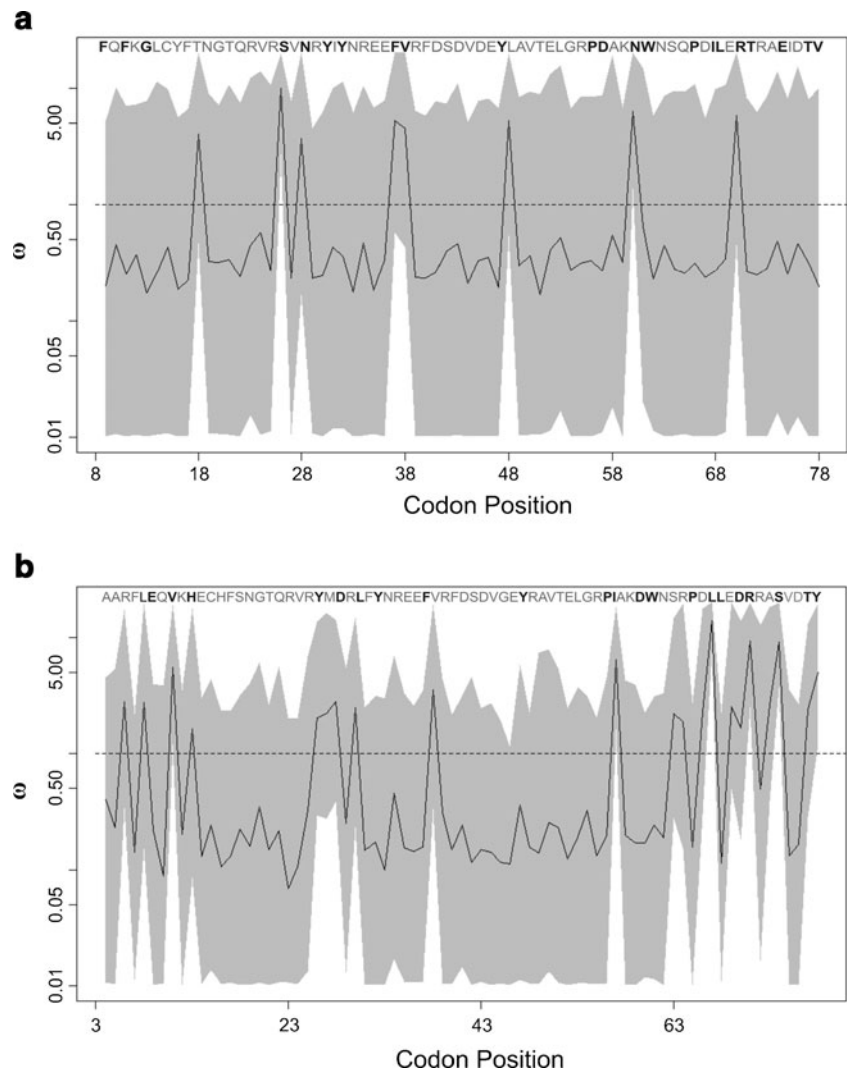 a
FQFKGLCYFTNGTQRVRSVNRYIYNREEFVRFDSDVDEYLAVTELGRPDAKNWNSQPDILERTRAEIDTV
5.00
0.50
0.05
0.01
ω
8 18 28 38 48 58 68 78
Codon Position
b
AARFLEQVKHECHFSNGTQRVRYMDRLFYNREEFVRFDSDVGEYRAVTELGRPIAKDWNSRPDLLEDRRASVDTY
5.00
0.50
0.05
0.01
ω
3 23 43 63
Codon Position